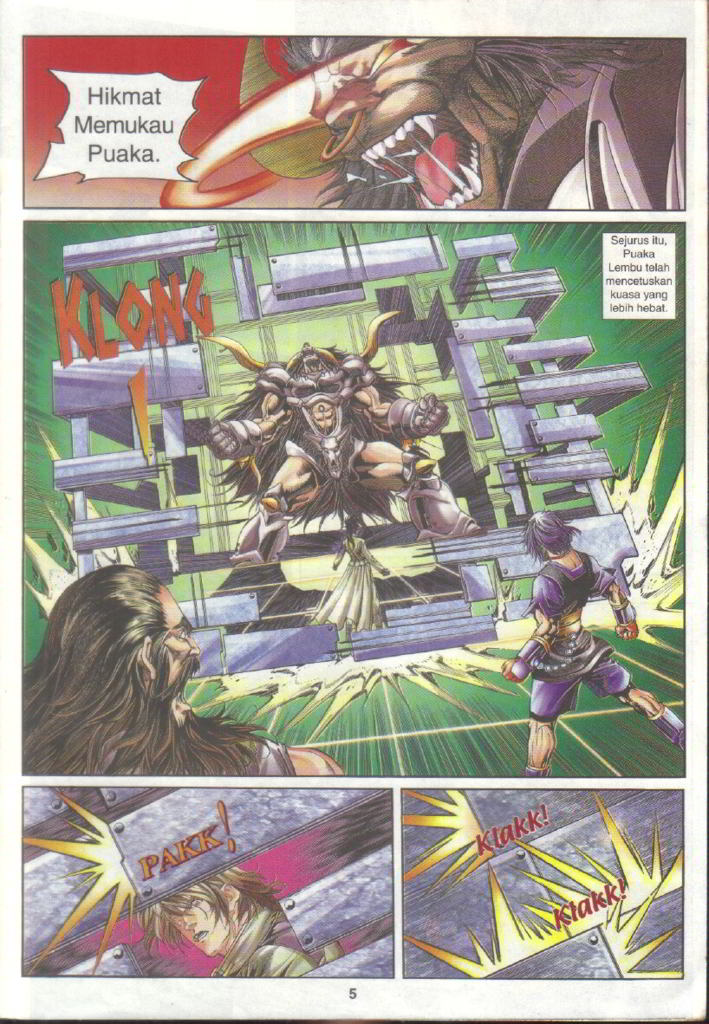 Hikmat
Memukau
Puaka.
Sejurus itu,
Puaka
Lembu telah
mencetuskan
kuasa yang
lebih hebat.
KLONG
!
PAKK!
Klakk!
Klakk!
5